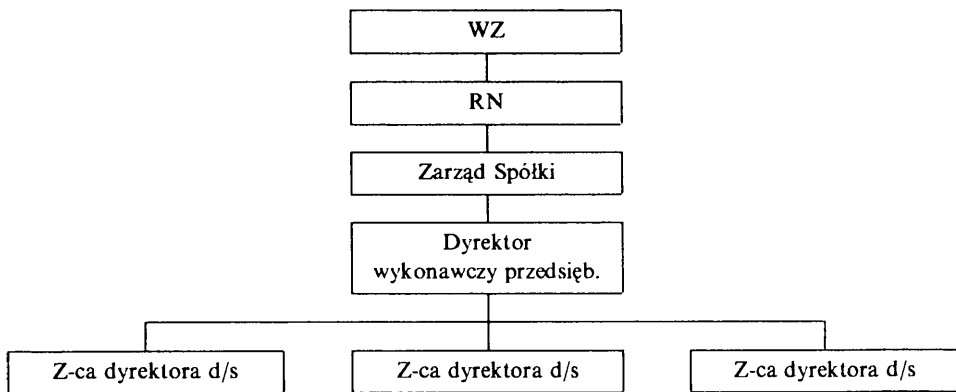 WZ
RN
Zarząd Spółki
Dyrektor
wykonawczy przedsięb.
Z-ca dyrektora d/s
Z-ca dyrektora d/s
Z-ca dyrektora d/s